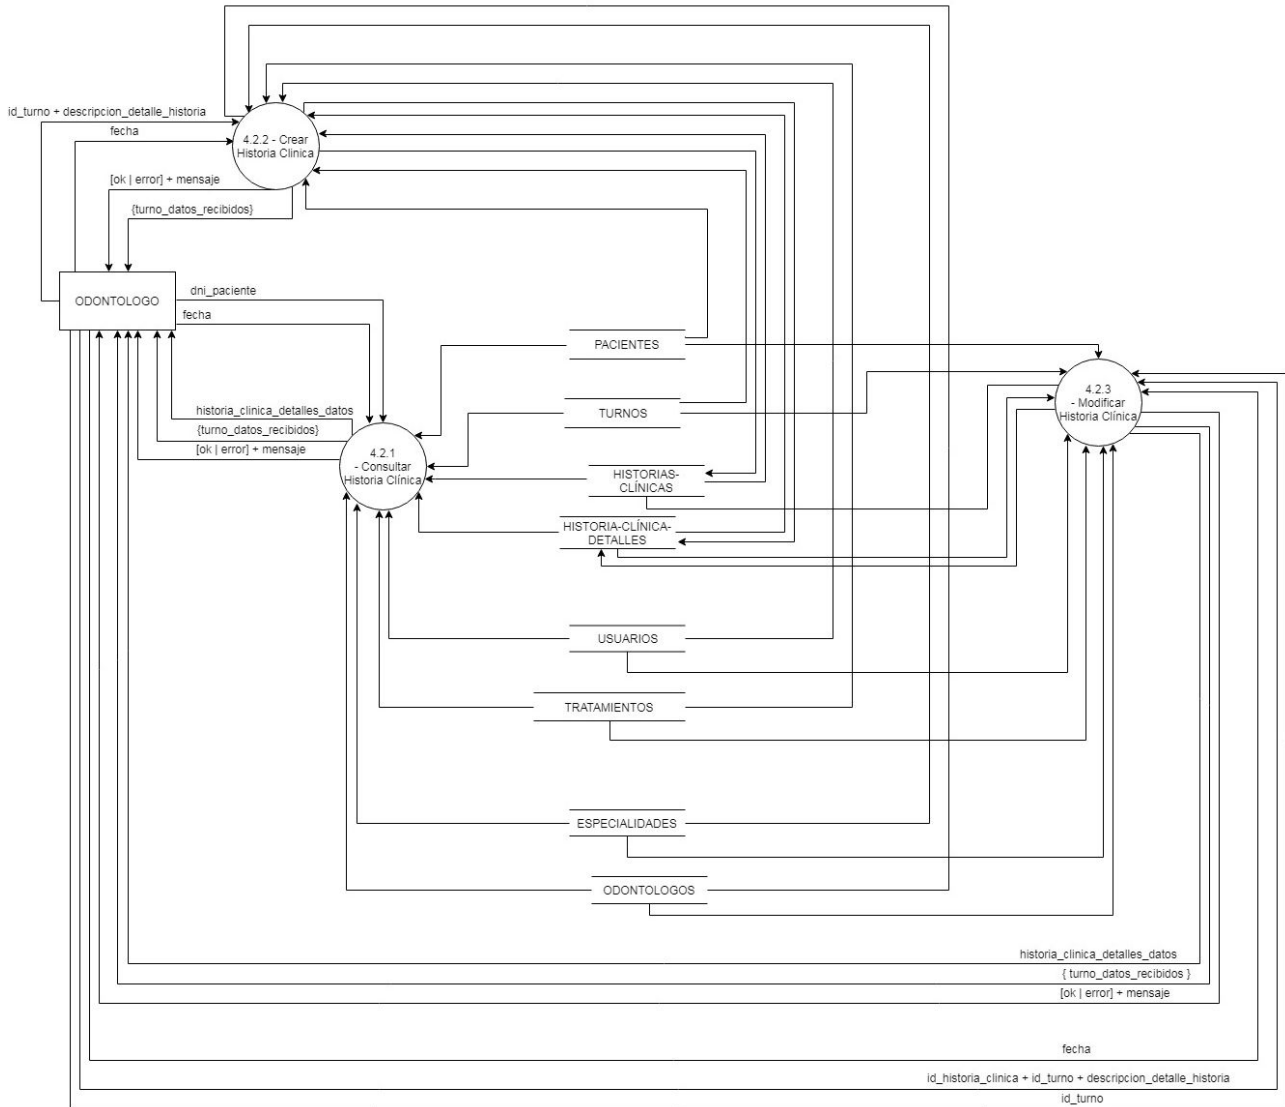 id_turno + descripcion_detalle_historia
fecha
4.2.2 - Crear
Historia Clinica
[ok | error] + mensaje
{turno_datos_recibidos}
ODONTOLOGO
dni_paciente
fecha
PACIENTES
4.2.3
- Modificar
Historia Clínica
historia_clinica_detalles_datos
{turno_datos_recibidos}
[ok | error] + mensaje
TURNOS
4.2.1
- Consultar
Historia Clínica
HISTORIAS-
CLÍNICAS
HISTORIA-CLÍNICA-
DETALLES
USUARIOS
TRATAMIENTOS
ESPECIALIDADES
ODONTOLOGOS
historia_clinica_detalles_datos
{ turno_datos_recibidos }
[ok | error] + mensaje
fecha
id_historia_clinica + id_turno + descripcion_detalle_historia
id_turno